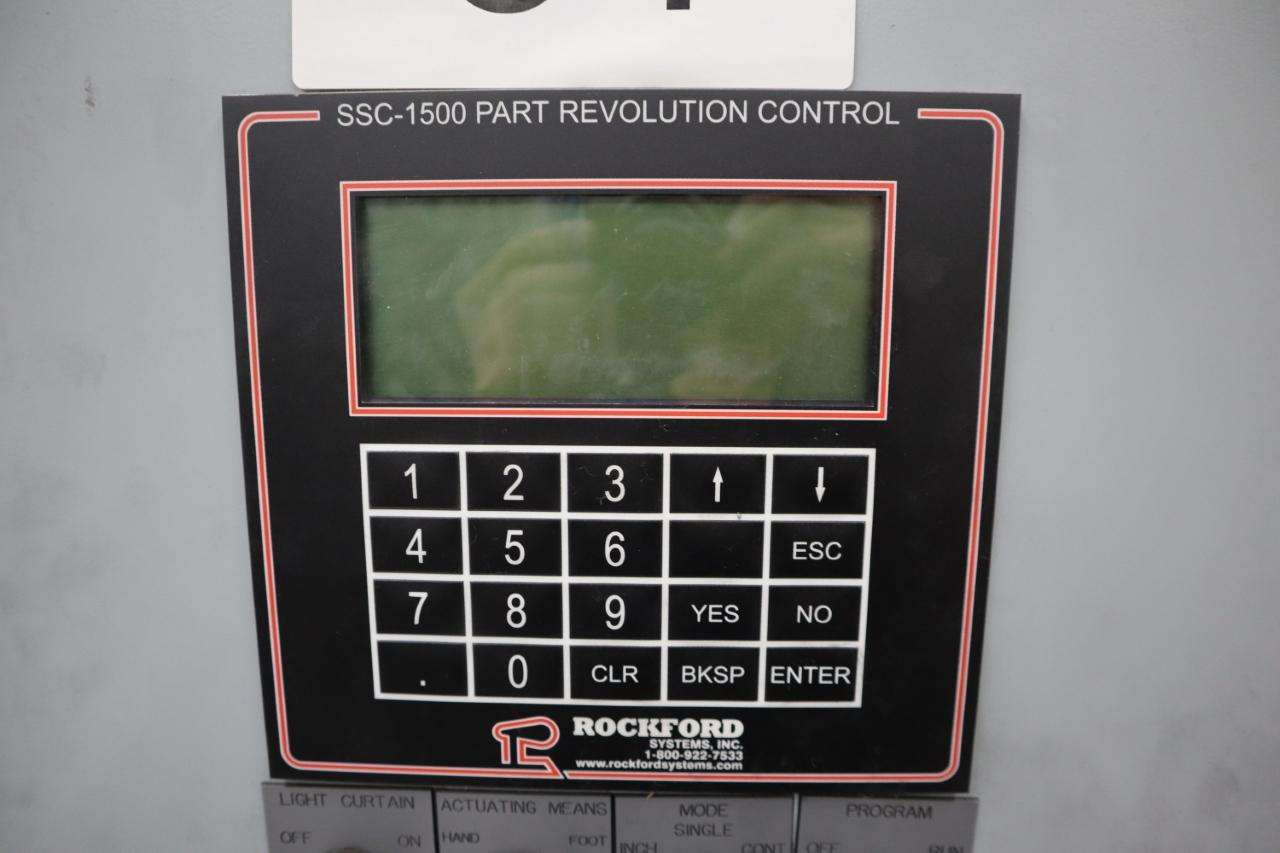 SSC-1500 PART REVOLUTION CONTROL
1 2 3 ↑ ↓
4 5 6 ESC
7 8 9 YES NO
. 0 CLR BKSP ENTER
ROCKFORD
SYSTEMS, INC.
1-800-922-7533
www.rockfordsystems.com
LIGHT CURTAIN
OFF ON
ACTUATING MEANS
HAND FOOT
MODE
SINGLE
INCH CONT
PROGRAM
OFF RUN